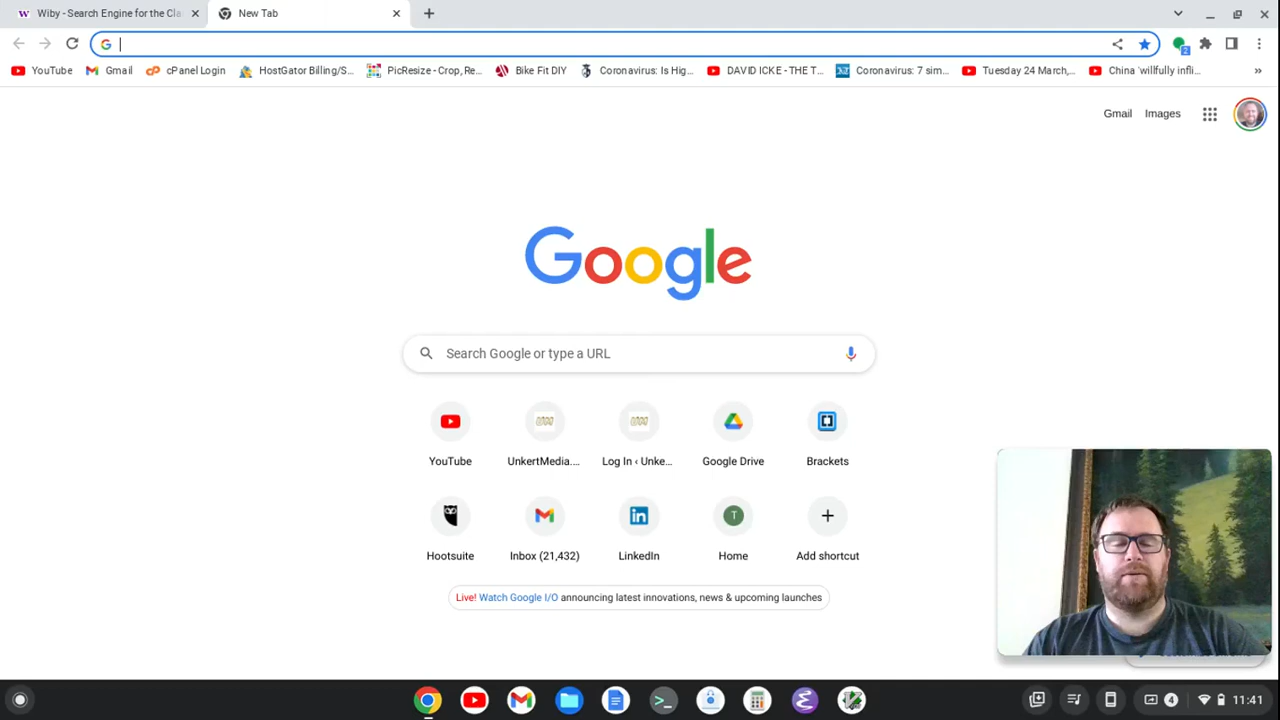 Wiby - Search Engine for the Cla
New Tab
YouTube
Gmail
cPanel Login
HostGator Billing/S...
PicResize - Crop, Re...
Bike Fit DIY
Coronavirus: Is Hig...
DAVID ICKE - THE T...
Coronavirus: 7 sim...
Tuesday 24 March,...
China 'willfully infli...
»
Gmail
Images
Google
Search Google or type a URL
YouTube
UnkertMedia....
Log In ‹ Unke...
Google Drive
Brackets
Hootsuite
Inbox (21,432)
LinkedIn
T
Home
Add shortcut
Live! Watch Google I/O announcing latest innovations, news & upcoming launches
4
11:41